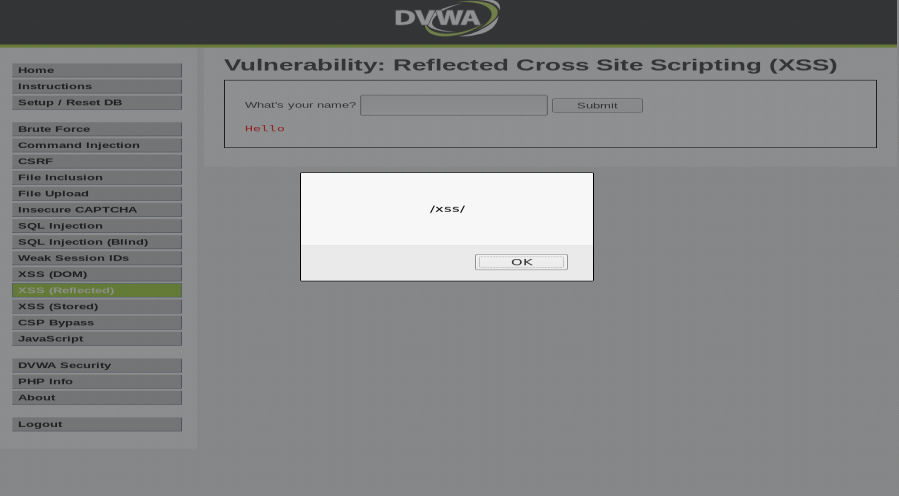 DVWA
Home
Instructions
Setup / Reset DB
Brute Force
Command Injection
CSRF
File Inclusion
File Upload
Insecure CAPTCHA
SQL Injection
SQL Injection (Blind)
Weak Session IDs
XSS (DOM)
XSS (Reflected)
XSS (Stored)
CSP Bypass
JavaScript
DVWA Security
PHP Info
About
Logout
Vulnerability: Reflected Cross Site Scripting (XSS)
What's your name? Submit
Hello
/xss/
OK